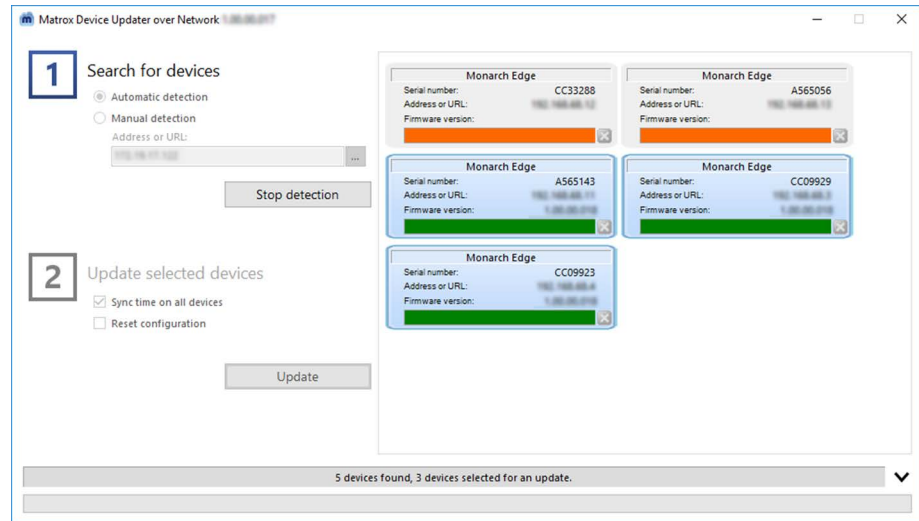 Matrox Device Updater over Network
1
Search for devices
Automatic detection
Manual detection
Address or URL:
...
Stop detection
2
Update selected devices
Sync time on all devices
Reset configuration
Update
Monarch Edge
Serial number: CC33288
Address or URL:
Firmware version:
Monarch Edge
Serial number: A565056
Address or URL:
Firmware version:
Monarch Edge
Serial number: A565143
Address or URL:
Firmware version:
Monarch Edge
Serial number: CC09929
Address or URL:
Firmware version:
Monarch Edge
Serial number: CC09923
Address or URL:
Firmware version:
5 devices found, 3 devices selected for an update.